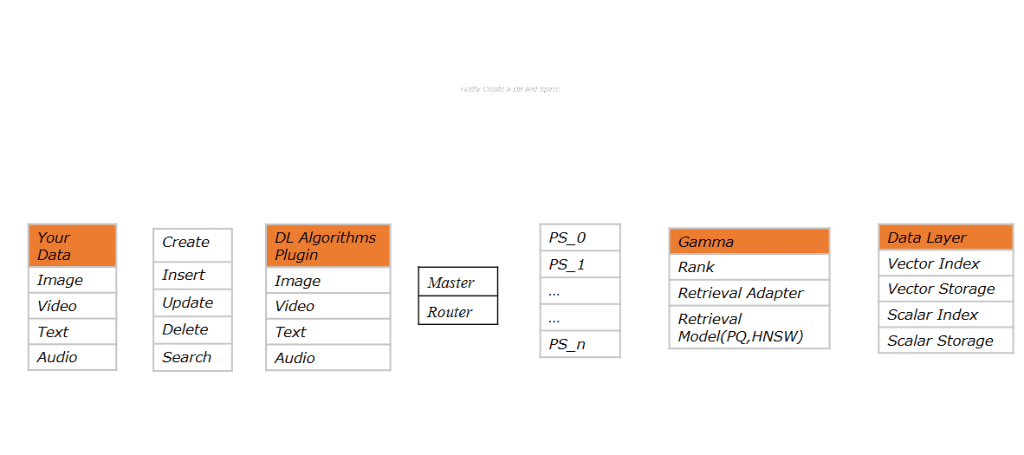 Firstly Create a DB and Space
Your
Data
Image
Video
Text
Audio
Create
Insert
Update
Delete
Search
DL Algorithms
Plugin
Image
Video
Text
Audio
Master
Router
PS_0
PS_1
...
...
PS_n
Gamma
Rank
Retrieval Adapter
Retrieval
Model(PQ,HNSW)
Data Layer
Vector Index
Vector Storage
Scalar Index
Scalar Storage